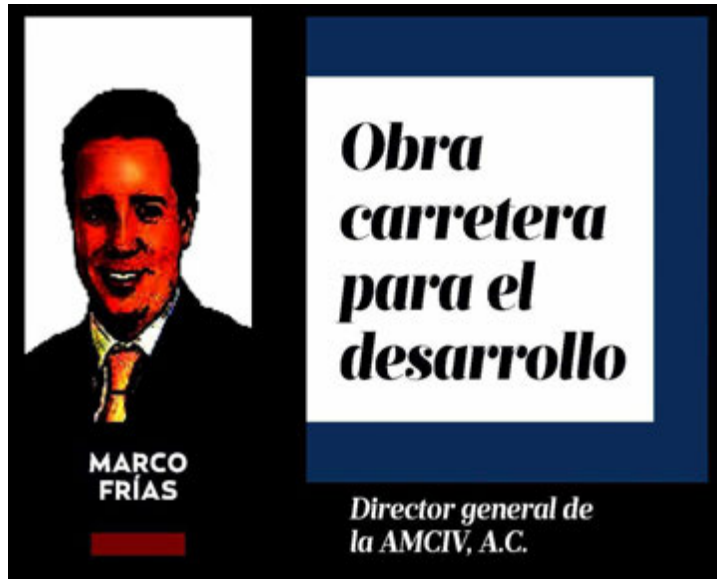 Obra
carretera
para el
desarrollo
MARCO
FRÍAS
Director general de
la AMCIV, A.C.